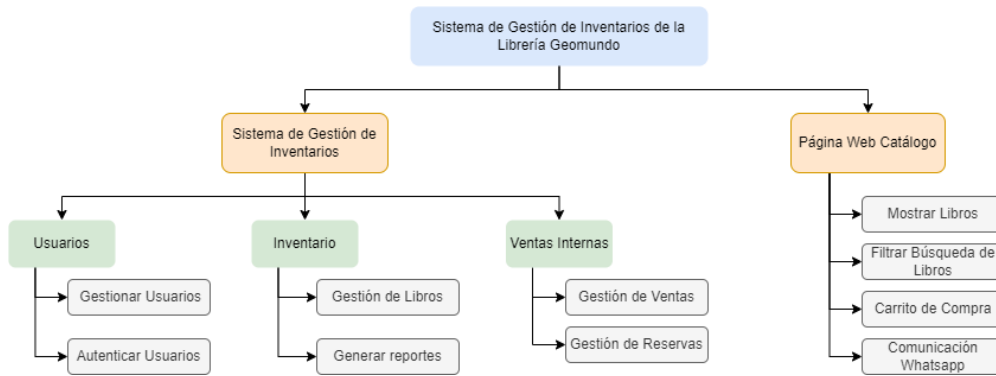 Sistema de Gestión de Inventarios de la
Librería Geomundo
Sistema de Gestión de
Inventarios
Página Web Catálogo
Usuarios
Inventario
Ventas Internas
Gestionar Usuarios
Autenticar Usuarios
Gestión de Libros
Generar reportes
Gestión de Ventas
Gestión de Reservas
Mostrar Libros
Filtrar Búsqueda de
Libros
Carrito de Compra
Comunicación
Whatsapp